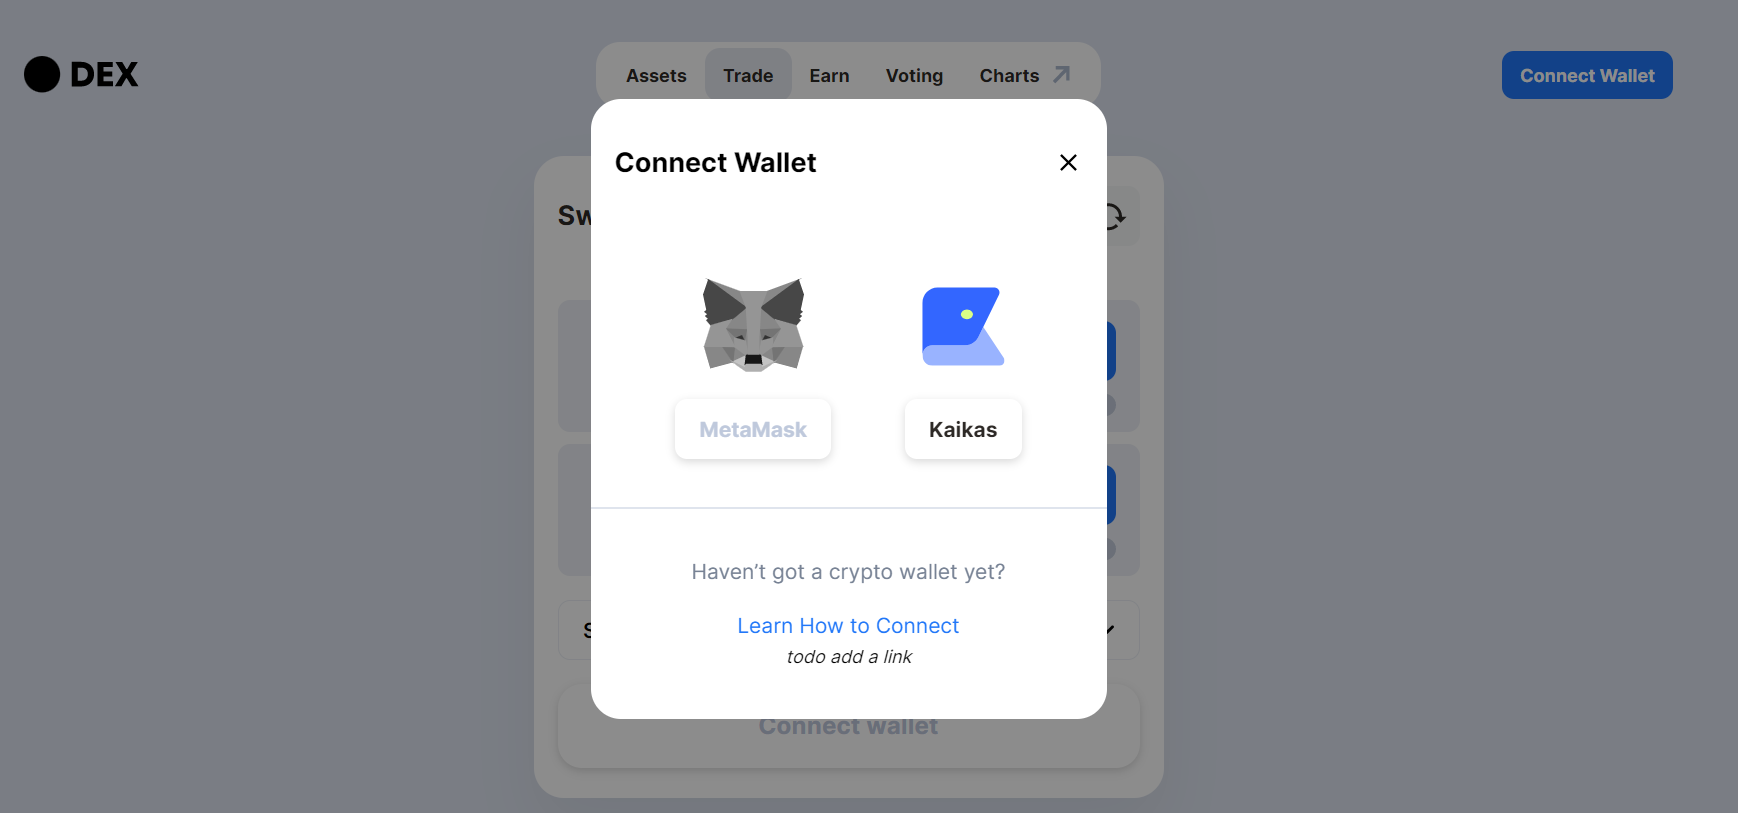 DEX
Assets Trade Earn Voting Charts
Connect Wallet
Connect Wallet
Sw
MetaMask Kaikas
Haven’t got a crypto wallet yet?
Learn How to Connect
todo add a link
S
Connect wallet